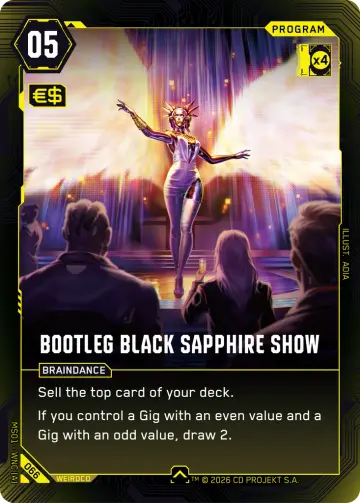 PROGRAM
05
x4
€$
BOOTLEG BLACK SAPPHIRE SHOW
BRAINDANCE
Sell the top card of your deck.
If you control a Gig with an even value and a
Gig with an odd value, draw 2.
ILLUST. ADIA
066
WEIRDCO
™ © 2026 CD PROJEKT S.A.